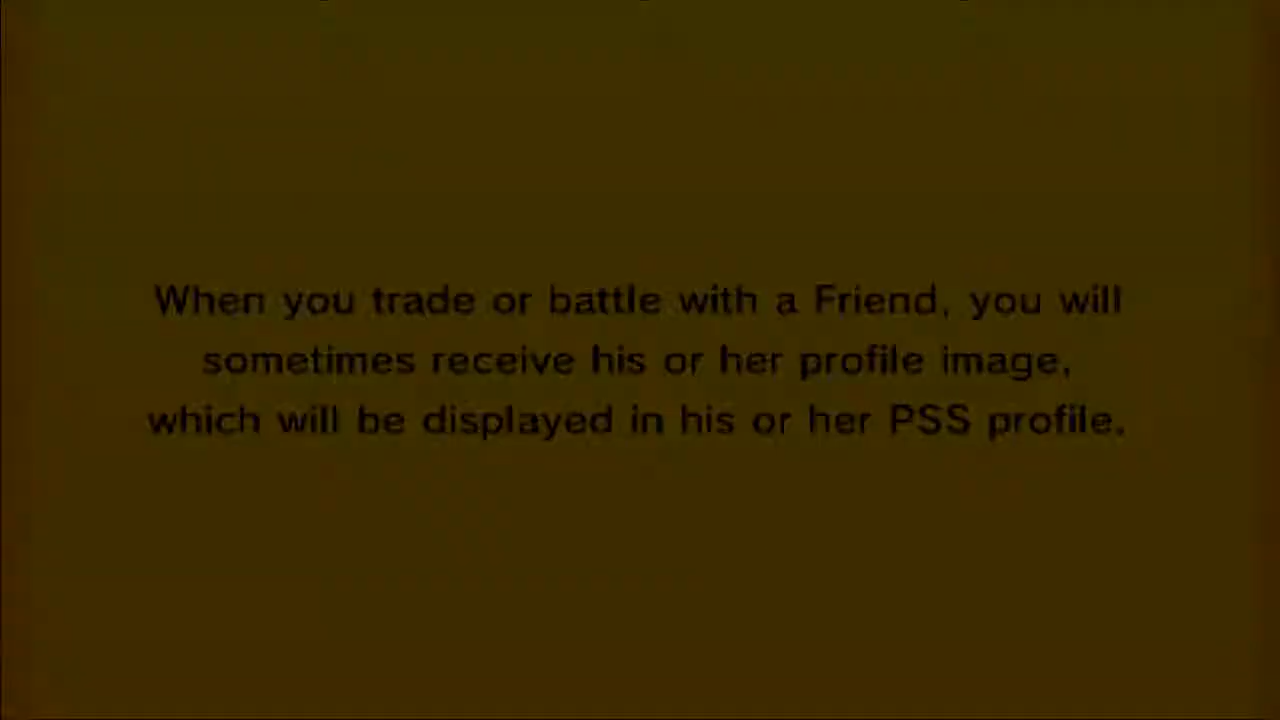 When you trade or battle with a Friend, you will
sometimes receive his or her profile image,
which will be displayed in his or her PSS profile.